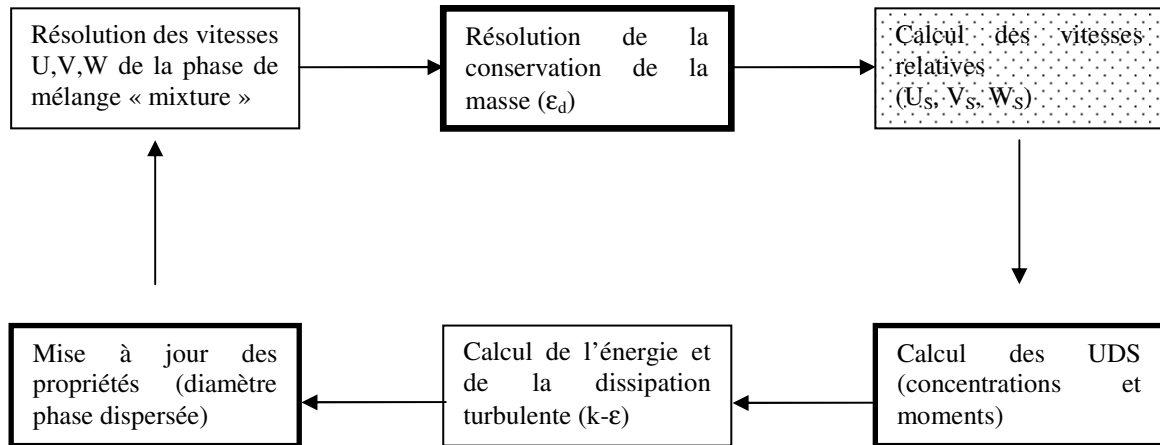 Résolution des vitesses
U,V,W de la phase de
mélange « mixture »
Résolution de la
conservation de la
masse (εd)
Calcul des vitesses
relatives
(US, VS, WS)
Mise à jour des
propriétés (diamètre
phase dispersée)
Calcul de l’énergie et
de la dissipation
turbulente (k-ε)
Calcul des UDS
(concentrations et
moments)